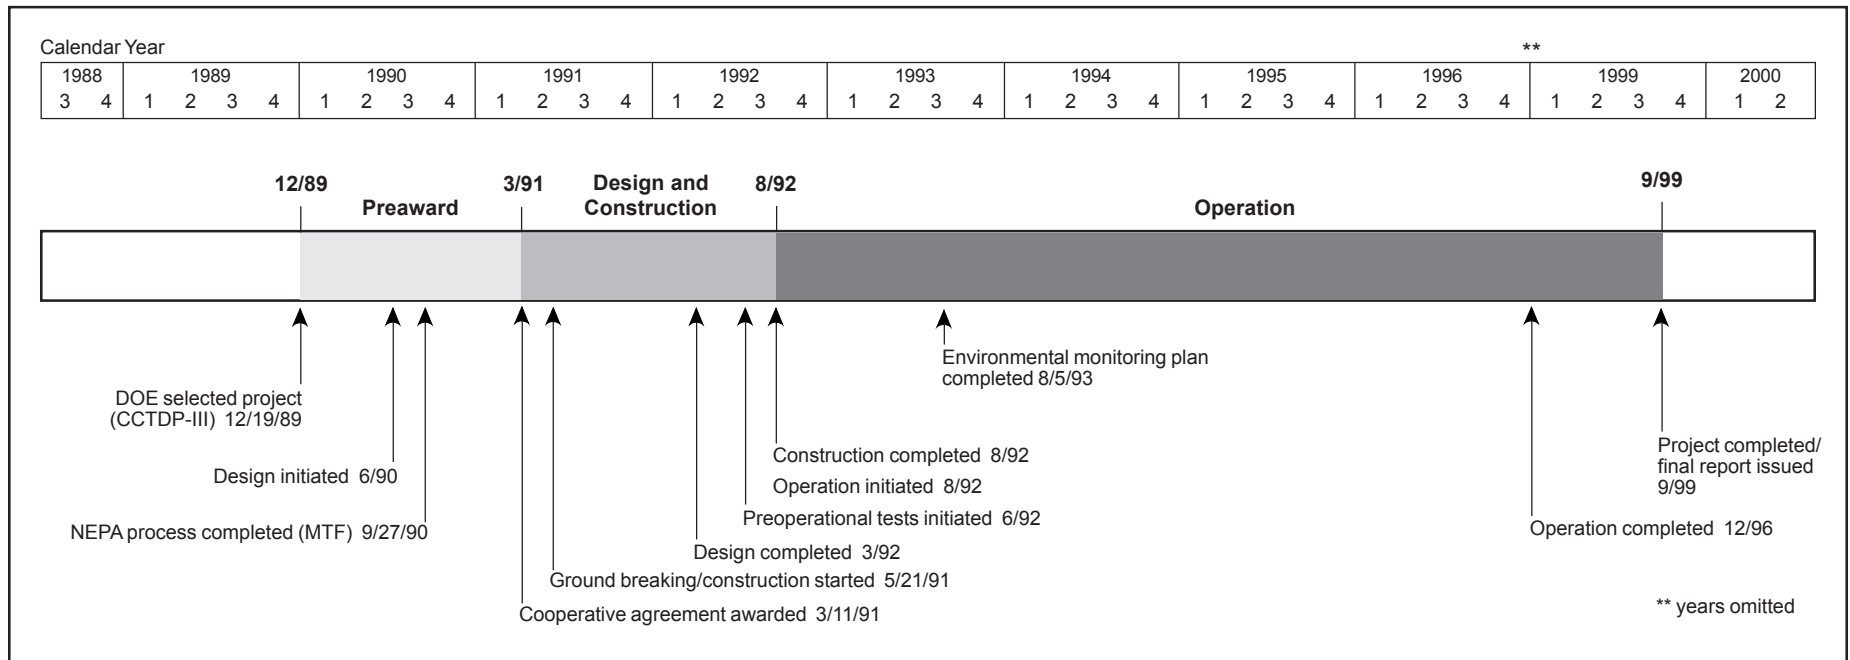 Calendar Year
**
1988 1989 1990 1991 1992 1993 1994 1995 1996 1999 2000
3 4 1 2 3 4 1 2 3 4 1 2 3 4 1 2 3 4 1 2 3 4 1 2 3 4 1 2 3 4 1 2 3 4 1 2 3 4 1 2
12/89
Preaward
3/91
Design and
Construction
8/92
Operation
9/99
DOE selected project
(CCTDP-III) 12/19/89
Design initiated 6/90
NEPA process completed (MTF) 9/27/90
Environmental monitoring plan
completed 8/5/93
Construction completed 8/92
Operation initiated 8/92
Preoperational tests initiated 6/92
Design completed 3/92
Ground breaking/construction started 5/21/91
Cooperative agreement awarded 3/11/91
Project completed/
final report issued
9/99
Operation completed 12/96
** years omitted